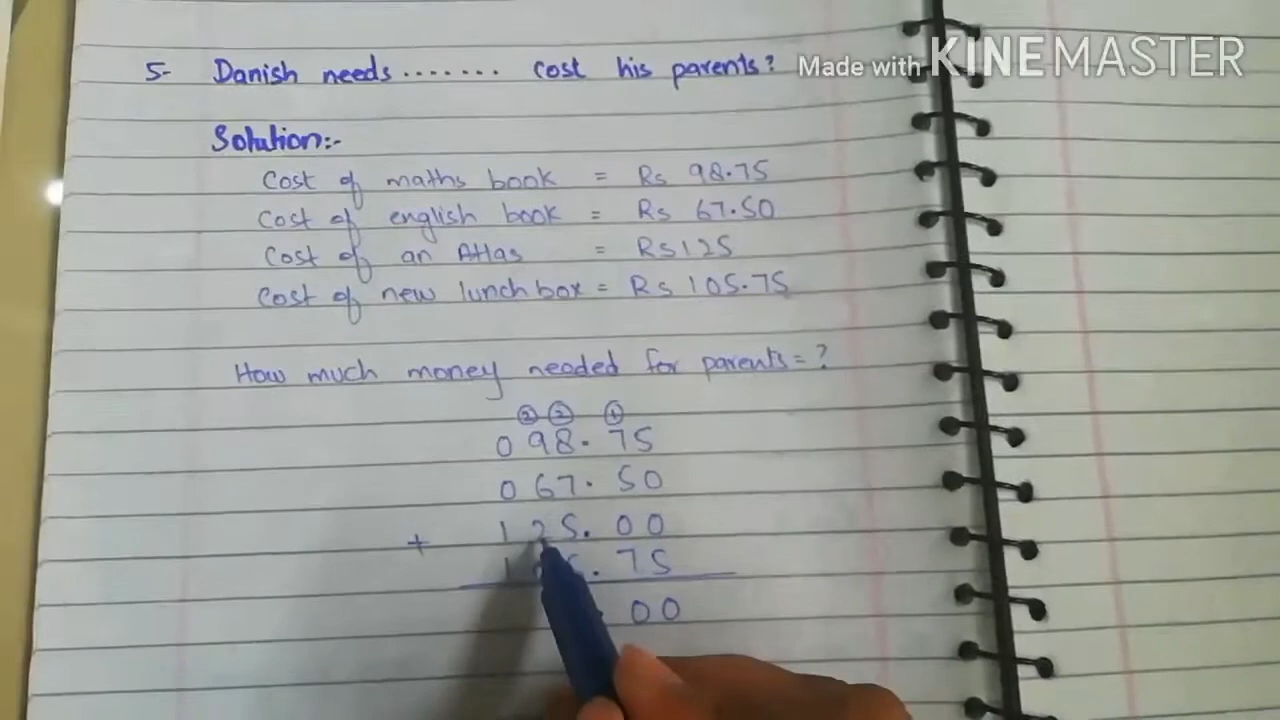 5- Danish needs ....... cost his parents?
Made with KINEMASTER
Solution:-
Cost of maths book = Rs 98.75
Cost of english book = Rs 67.50
Cost of an Atlas = Rs 125
Cost of new lunch box = Rs 105.75
How much money needed for parents = ?
② ② ①
098.75
067.50
+ 125.00
1 .75
.00